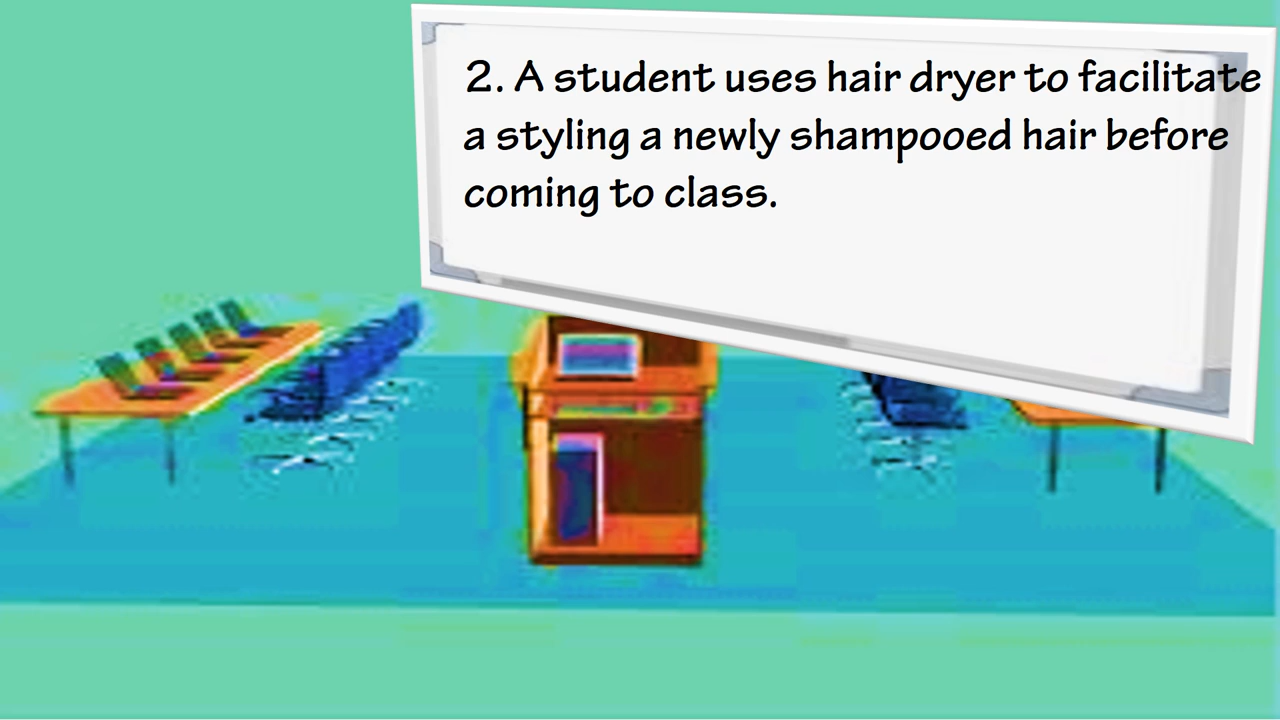 2. A student uses hair dryer to facilitate
a styling a newly shampooed hair before
coming to class.